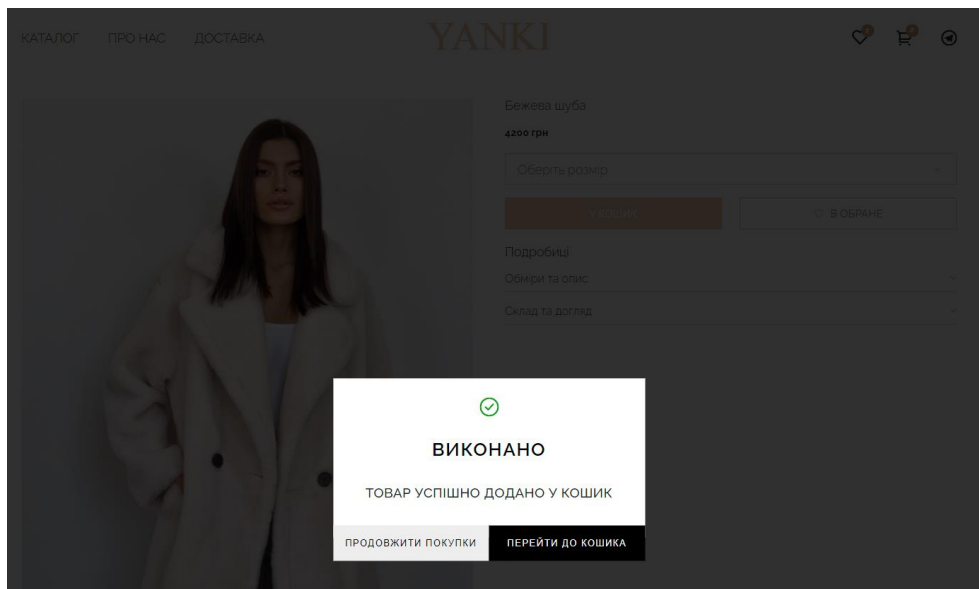 КАТАЛОГ ПРО НАС ДОСТАВКА YANKI
Бежева шуба
4200 грн
Оберіть розмір
У КОШИК В ОБРАНЕ
Подробиці
Обміри та опис
Склад та догляд
ВИКОНАНО
ТОВАР УСПІШНО ДОДАНО У КОШИК
ПРОДОВЖИТИ ПОКУПКИ ПЕРЕЙТИ ДО КОШИКА